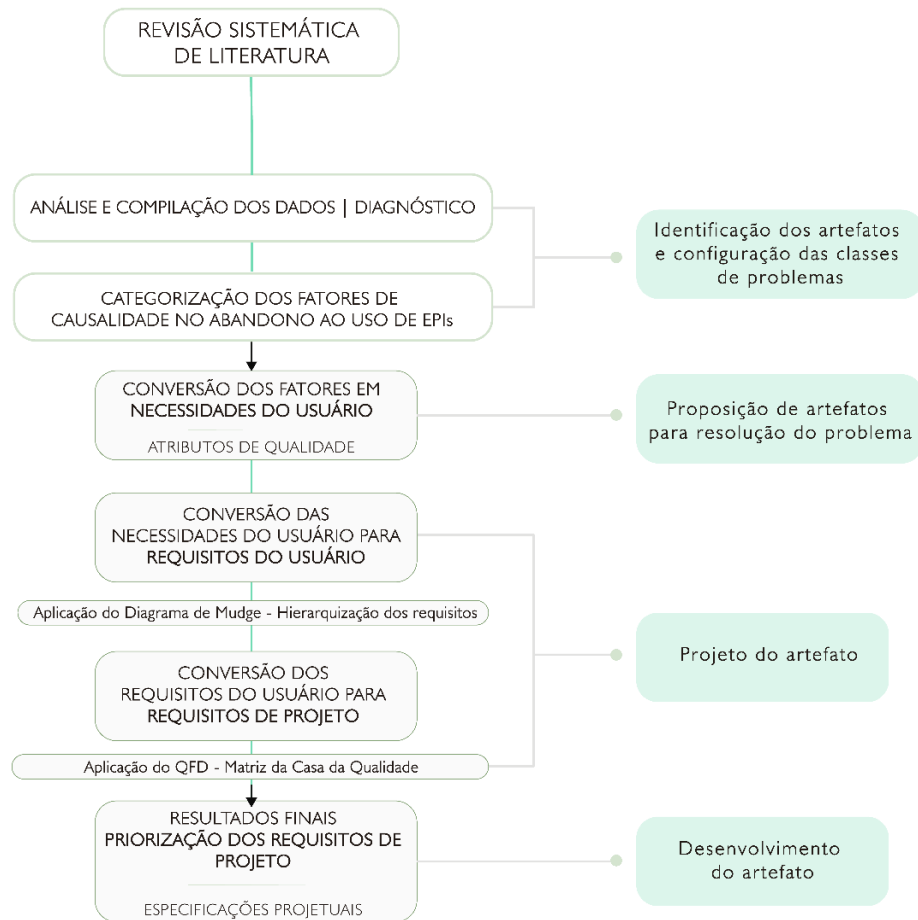 REVISÃO SISTEMÁTICA
DE LITERATURA
ANÁLISE E COMPILAÇÃO DOS DADOS | DIAGNÓSTICO
CATEGORIZAÇÃO DOS FATORES DE
CAUSALIDADE NO ABANDONO AO USO DE EPIs
Identificação dos artefatos
e configuração das classes
de problemas
CONVERSÃO DOS FATORES EM
NECESSIDADES DO USUÁRIO
ATRIBUTOS DE QUALIDADE
Proposição de artefatos
para resolução do problema
CONVERSÃO DAS
NECESSIDADES DO USUÁRIO PARA
REQUISITOS DO USUÁRIO
Aplicação do Diagrama de Mudge - Hierarquização dos requisitos
CONVERSÃO DOS
REQUISITOS DO USUÁRIO PARA
REQUISITOS DE PROJETO
Aplicação do QFD - Matriz da Casa da Qualidade
Projeto do artefato
RESULTADOS FINAIS
PRIORIZAÇÃO DOS REQUISITOS DE
PROJETO
ESPECIFICAÇÕES PROJETUAIS
Desenvolvimento
do artefato